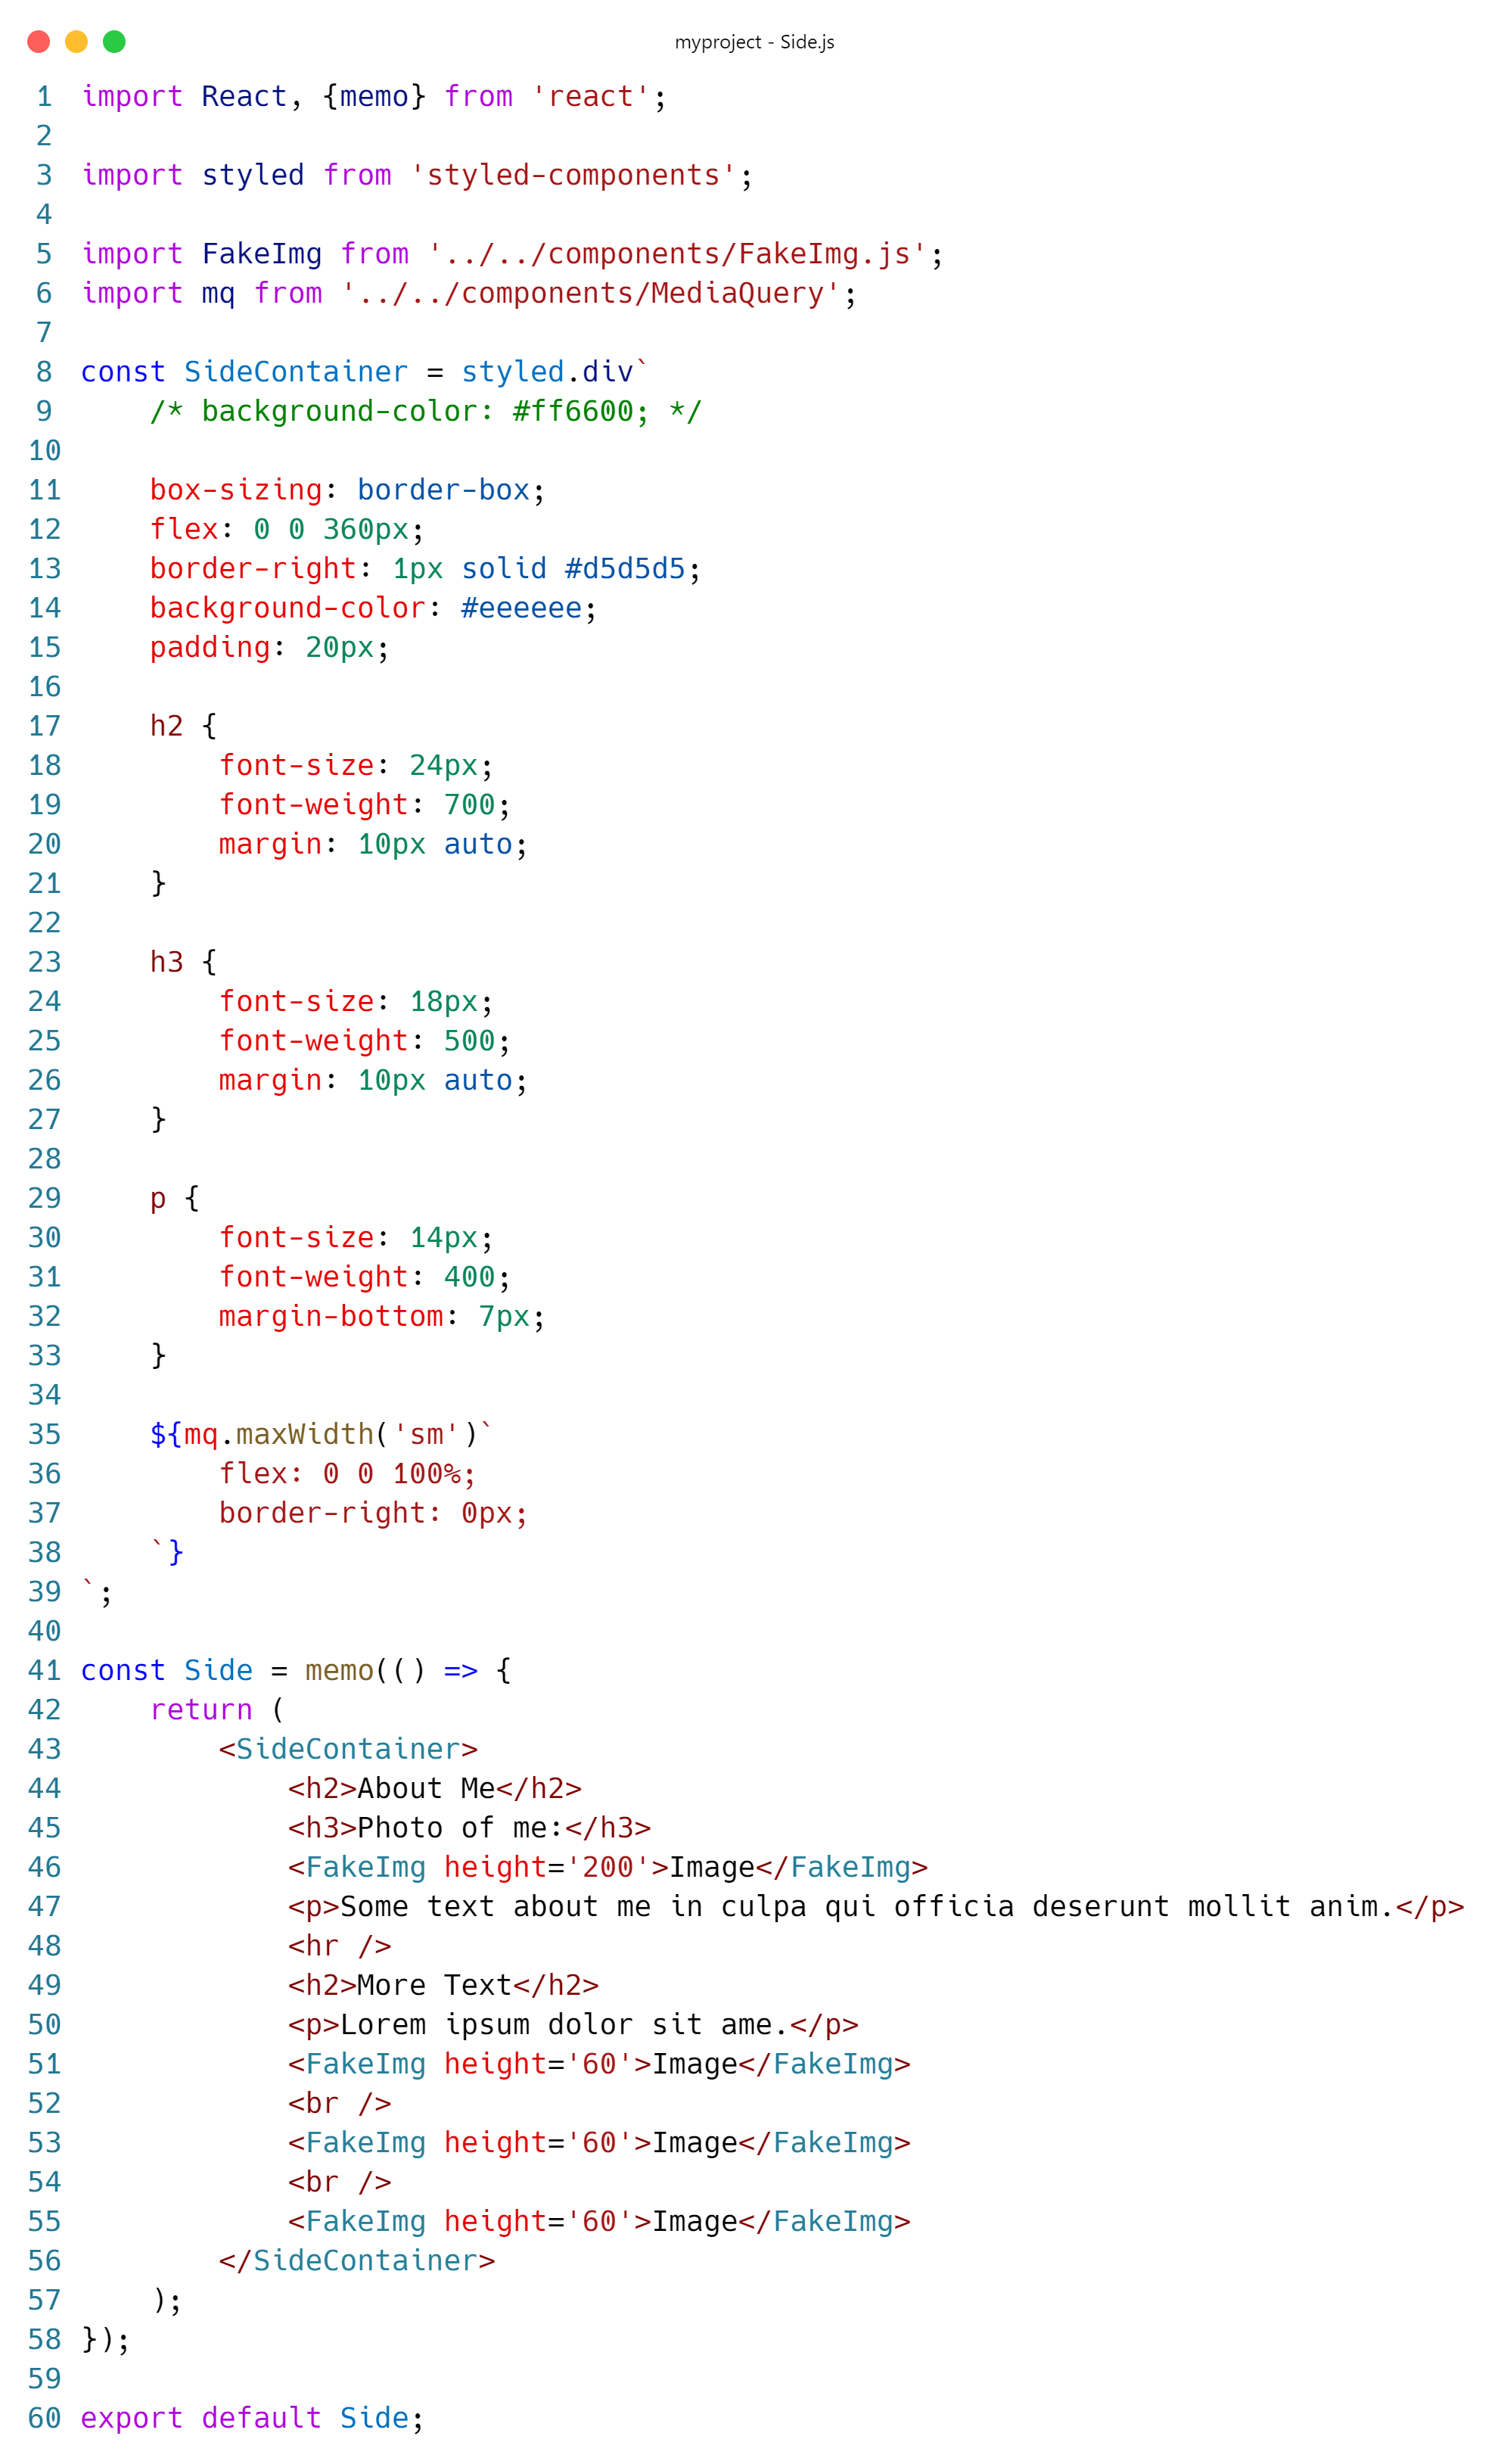 myproject - Side.js
1 import React, {memo} from 'react';
2
3 import styled from 'styled-components';
4
5 import FakeImg from '../../components/FakeImg.js';
6 import mq from '../../components/MediaQuery';
7
8 const SideContainer = styled.div`
9     /* background-color: #ff6600; */
10
11     box-sizing: border-box;
12     flex: 0 0 360px;
13     border-right: 1px solid #d5d5d5;
14     background-color: #eeeeee;
15     padding: 20px;
16
17     h2 {
18         font-size: 24px;
19         font-weight: 700;
20         margin: 10px auto;
21     }
22
23     h3 {
24         font-size: 18px;
25         font-weight: 500;
26         margin: 10px auto;
27     }
28
29     p {
30         font-size: 14px;
31         font-weight: 400;
32         margin-bottom: 7px;
33     }
34
35     ${mq.maxWidth('sm')`
36         flex: 0 0 100%;
37         border-right: 0px;
38     `}
39 `;
40
41 const Side = memo(() => {
42     return (
43         <SideContainer>
44             <h2>About Me</h2>
45             <h3>Photo of me:</h3>
46             <FakeImg height='200'>Image</FakeImg>
47             <p>Some text about me in culpa qui officia deserunt mollit anim.</p>
48             <hr />
49             <h2>More Text</h2>
50             <p>Lorem ipsum dolor sit ame.</p>
51             <FakeImg height='60'>Image</FakeImg>
52             <br />
53             <FakeImg height='60'>Image</FakeImg>
54             <br />
55             <FakeImg height='60'>Image</FakeImg>
56         </SideContainer>
57     );
58 });
59
60 export default Side;